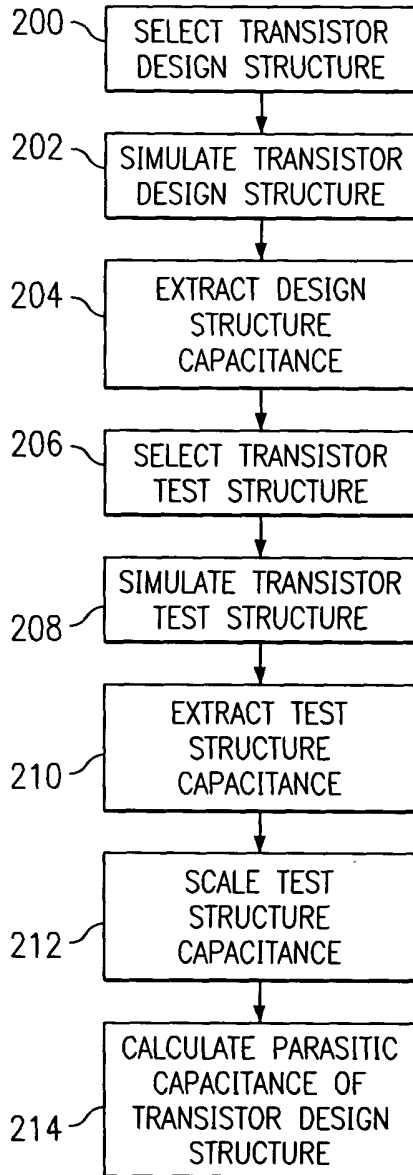 200
SELECT TRANSISTOR
DESIGN STRUCTURE
202
SIMULATE TRANSISTOR
DESIGN STRUCTURE
204
EXTRACT DESIGN
STRUCTURE
CAPACITANCE
206
SELECT TRANSISTOR
TEST STRUCTURE
208
SIMULATE TRANSISTOR
TEST STRUCTURE
210
EXTRACT TEST
STRUCTURE
CAPACITANCE
212
SCALE TEST
STRUCTURE
CAPACITANCE
214
CALCULATE PARASITIC
CAPACITANCE OF
TRANSISTOR DESIGN
STRUCTURE